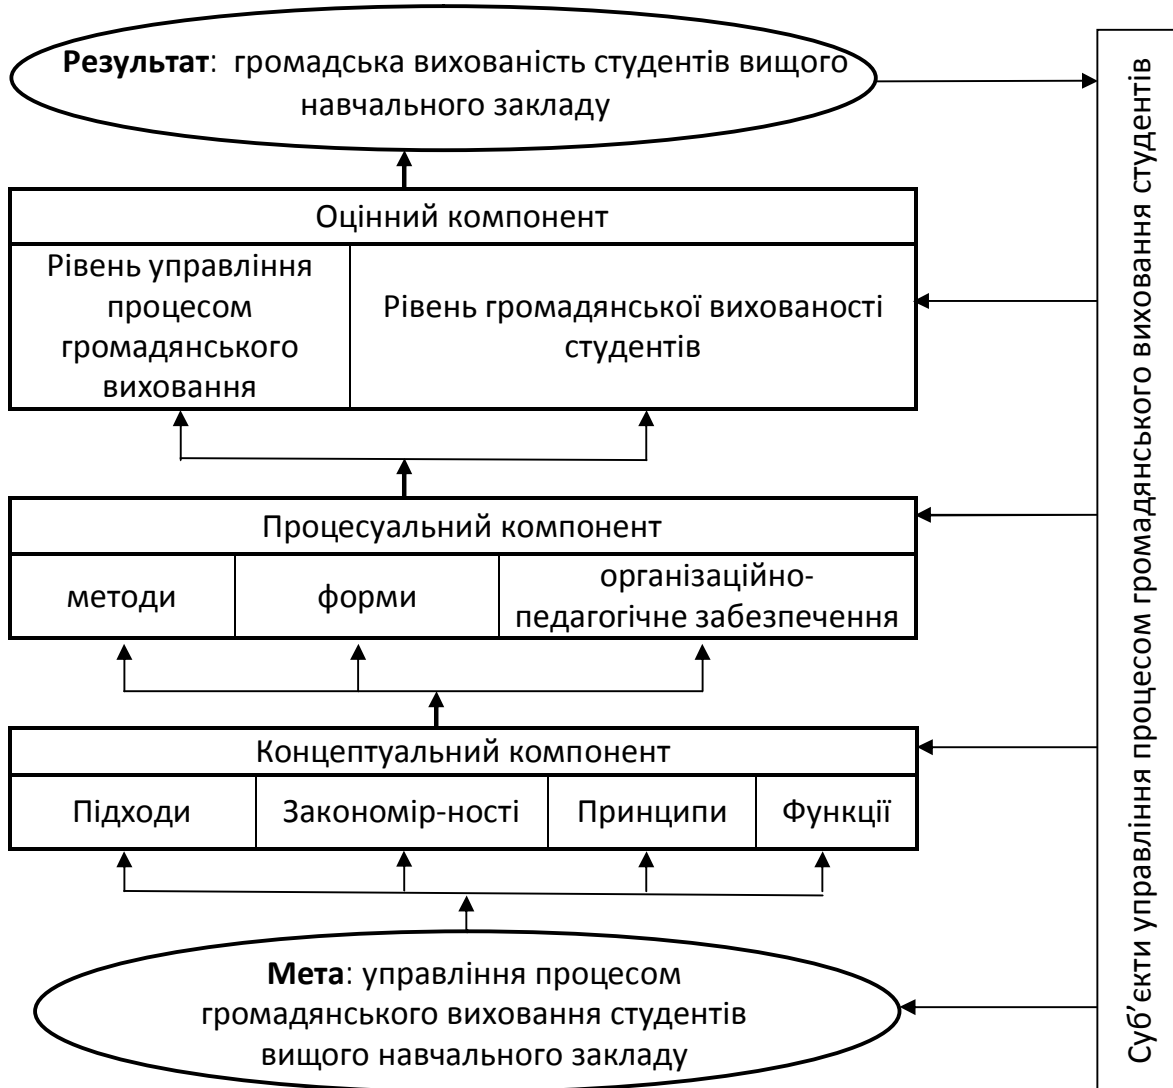 Результат: громадська вихованість студентів вищого
навчального закладу
Оцінний компонент
Рівень управління
процесом
громадянського
виховання
Рівень громадянської вихованості
студентів
Процесуальний компонент
методи
форми
організаційно-
педагогічне забезпечення
Концептуальний компонент
Підходи
Закономір-ності
Принципи
Функції
Мета: управління процесом
громадянського виховання студентів
вищого навчального закладу
Суб’єкти управління процесом громадянського виховання студентів